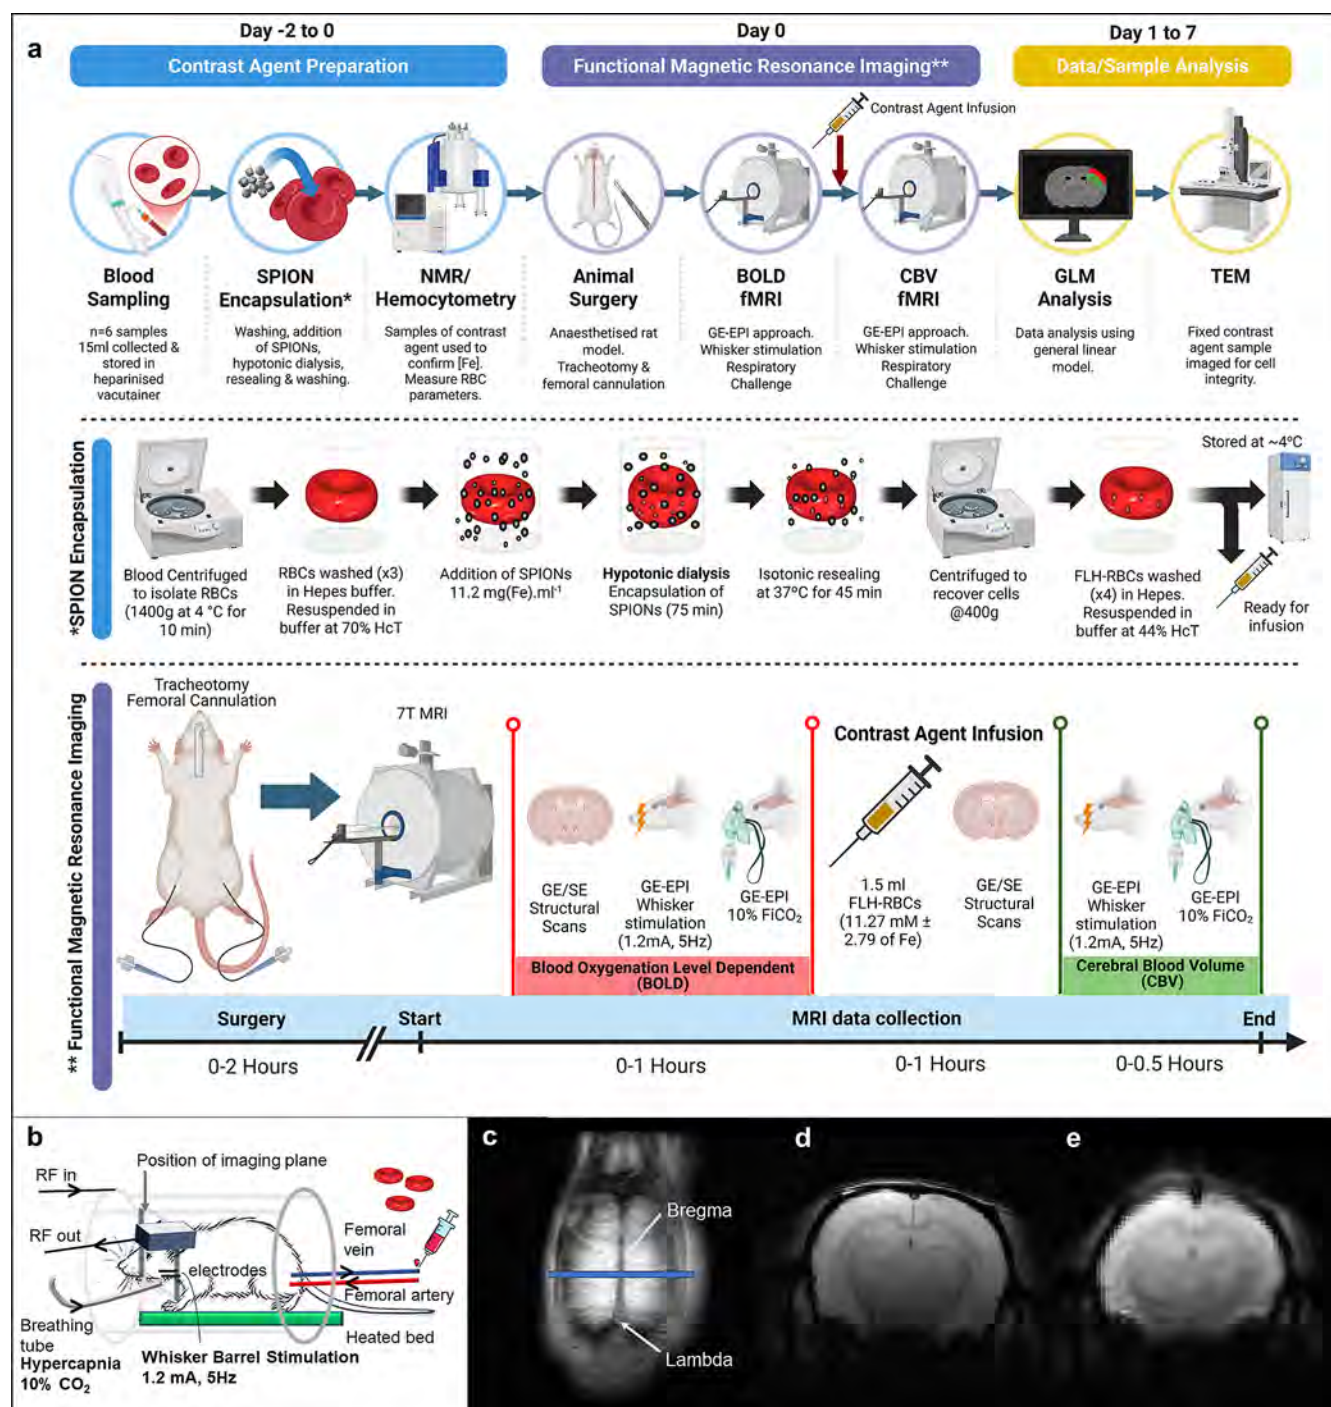 a
Day -2 to 0
Day 0
Day 1 to 7
Contrast Agent Preparation
Functional Magnetic Resonance Imaging**
Data/Sample Analysis
Contrast Agent Infusion
Blood
Sampling
n=6 samples
15ml collected &
stored in
heparinised
vacutainer
SPION
Encapsulation*
Washing, addition
of SPIONs,
hypotonic dialysis,
resealing & washing.
NMR/
Hemocytometry
Samples of contrast
agent used to
confirm [Fe].
Measure RBC
parameters.
Animal
Surgery
Anaesthetised rat
model.
Tracheotomy &
femoral cannulation
BOLD
fMRI
GE-EPI approach.
Whisker stimulation
Respiratory
Challenge
CBV
fMRI
GE-EPI approach.
Whisker stimulation
Respiratory
Challenge
GLM
Analysis
Data analysis using
general linear
model.
TEM
Fixed contrast
agent sample
imaged for cell
integrity.
*SPION Encapsulation
Blood Centrifuged
to isolate RBCs
(1400g at 4 °C for
10 min)
RBCs washed (x3)
in Hepes buffer.
Resuspended in
buffer at 70% HcT
Addition of SPIONs
11.2 mg(Fe).ml⁻¹
Hypotonic dialysis
Encapsulation of
SPIONs (75 min)
Isotonic resealing
at 37ºC for 45 min
Centrifuged to
recover cells
@400g
FLH-RBCs washed
(x4) in Hepes.
Resuspended in
buffer at 44% HcT
Stored at ~4ºC
Ready for
infusion
** Functional Magnetic Resonance Imaging
Tracheotomy
Femoral Cannulation
7T MRI
GE/SE
Structural
Scans
GE-EPI
Whisker
stimulation
(1.2mA, 5Hz)
GE-EPI
10% FiCO₂
Blood Oxygenation Level Dependent
(BOLD)
Contrast Agent Infusion
1.5 ml
FLH-RBCs
(11.27 mM ±
2.79 of Fe)
GE/SE
Structural
Scans
GE-EPI
Whisker
stimulation
(1.2mA, 5Hz)
GE-EPI
10% FiCO₂
Cerebral Blood Volume
(CBV)
Surgery
Start
MRI data collection
End
0-2 Hours
0-1 Hours
0-1 Hours
0-0.5 Hours
b
Position of imaging plane
RF in
RF out
electrodes
Femoral
vein
Femoral artery
Breathing
tube
Hypercapnia
10% CO₂
Whisker Barrel Stimulation
1.2 mA, 5Hz
Heated bed
c
Bregma
Lambda
d
e